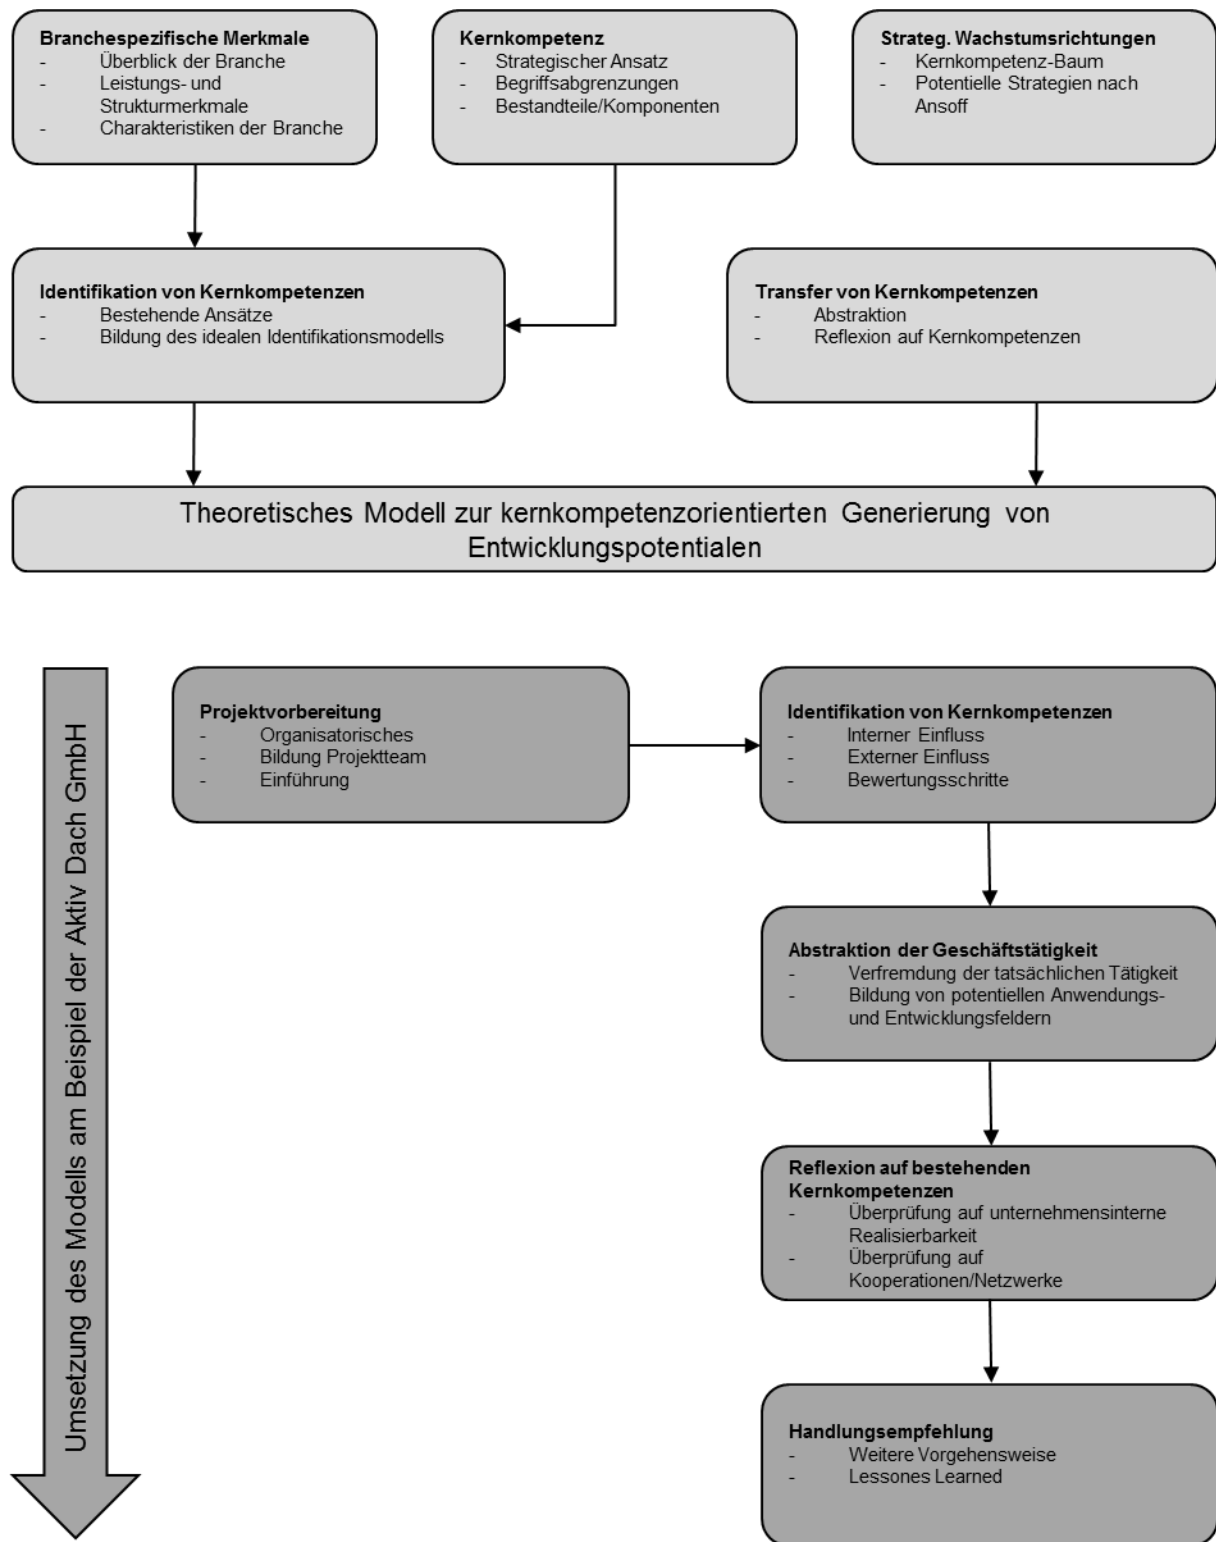 Branchespezifische Merkmale
- Überblick der Branche
- Leistungs- und
Strukturmerkmale
- Charakteristiken der Branche
Kernkompetenz
- Strategischer Ansatz
- Begriffsabgrenzungen
- Bestandteile/Komponenten
Strateg. Wachstumsrichtungen
- Kernkompetenz-Baum
- Potentielle Strategien nach
Ansoff
Identifikation von Kernkompetenzen
- Bestehende Ansätze
- Bildung des idealen Identifikationsmodells
Transfer von Kernkompetenzen
- Abstraktion
- Reflexion auf Kernkompetenzen
Theoretisches Modell zur kernkompetenzorientierten Generierung von
Entwicklungspotentialen
Umsetzung des Modells am Beispiel der Aktiv Dach GmbH
Projektvorbereitung
- Organisatorisches
- Bildung Projektteam
- Einführung
Identifikation von Kernkompetenzen
- Interner Einfluss
- Externer Einfluss
- Bewertungsschritte
Abstraktion der Geschäftstätigkeit
- Verfremdung der tatsächlichen Tätigkeit
- Bildung von potentiellen Anwendungs-
und Entwicklungsfeldern
Reflexion auf bestehenden
Kernkompetenzen
- Überprüfung auf unternehmensinterne
Realisierbarkeit
- Überprüfung auf
Kooperationen/Netzwerke
Handlungsempfehlung
- Weitere Vorgehensweise
- Lessones Learned